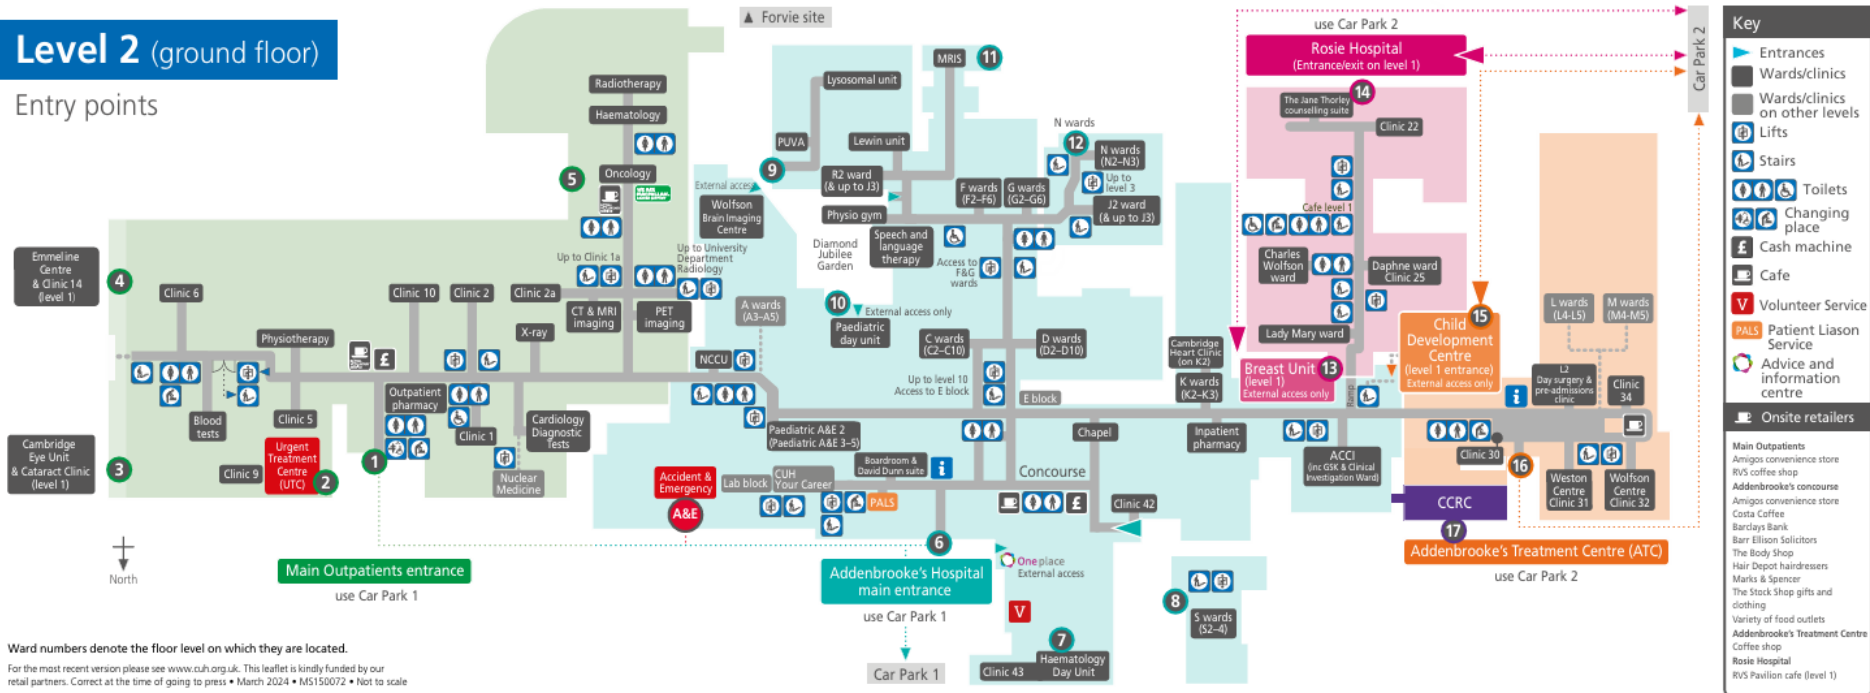 Level 2 (ground floor)
Entry points
Forvie site
use Car Park 2
Rosie Hospital
(Entrance/exit on level 1)
Car Park 2
MRIS
11
Radiotherapy
Haematology
Oncology
5
Lysosomal unit
PUVA
9
Lewin unit
R2 ward
(& up to J3)
Physio gym
Speech and
language
therapy
External access
Wolfson
Brain Imaging
Centre
Diamond
Jubilee
Garden
N wards
12
N wards
(N2–N3)
Up to
level 3
F wards
(F2–F6)
G wards
(G2–G6)
J2 ward
(& up to J3)
Access to
F&G
wards
14
The Jane Thorley
counselling suite
Clinic 22
Cafe level 1
Charles
Wolfson
ward
Daphne ward
Clinic 25
Lady Mary ward
Emmeline
Centre
& Clinic 14
(level 1)
4
Clinic 6
Physiotherapy
Clinic 10
Clinic 2
Clinic 2a
X-ray
Up to Clinic 1a
Up to University
Department
Radiology
CT & MRI
imaging
PET
imaging
A wards
(A3–A5)
10
External access only
Paediatric
day unit
NCCU
C wards
(C2–C10)
D wards
(D2–D10)
Up to level 10
Access to E block
E block
Cambridge
Heart Clinic
(on K2)
K wards
(K2–K3)
Breast Unit
(level 1)
External access only
13
Ramp
15
Child
Development
Centre
(level 1 entrance)
External access only
L wards
(L4-L5)
M wards
(M4-M5)
L2
Day surgery &
pre-admissions
clinic
Clinic
34
Blood
tests
Clinic 5
Outpatient
pharmacy
Clinic 1
Cardiology
Diagnostic
Tests
Nuclear
Medicine
Paediatric A&E 2
(Paediatric A&E 3–5)
Chapel
Inpatient
pharmacy
ACCI
(inc GSK & Clinical
Investigation Ward)
Clinic 30
16
Weston
Centre
Clinic 31
Wolfson
Centre
Clinic 32
Cambridge
Eye Unit
& Cataract Clinic
(level 1)
3
Clinic 9
Urgent
Treatment
Centre
(UTC)
2
1
Accident &
Emergency
A&E
Lab block
CUH
Your Career
Boardroom &
David Dunn suite
PALS
Concourse
Clinic 42
6
CCRC
17
Addenbrooke's Treatment Centre (ATC)
use Car Park 2
North
Main Outpatients entrance
use Car Park 1
Addenbrooke's Hospital
main entrance
use Car Park 1
Car Park 1
One place
External access
V
7
Clinic 43
Haematology
Day Unit
8
S wards
(S2–4)
Ward numbers denote the floor level on which they are located.
For the most recent version please see www.cuh.org.uk. This leaflet is kindly funded by our
retail partners. Correct at the time of going to press • March 2024 • MS150072 • Not to scale
Key
Entrances
Wards/clinics
Wards/clinics
on other levels
Lifts
Stairs
Toilets
Changing
place
£ Cash machine
Cafe
V Volunteer Service
PALS Patient Liason
Service
Advice and
information
centre
Onsite retailers
Main Outpatients
Amigos convenience store
RVS coffee shop
Addenbrooke's concourse
Amigos convenience store
Costa Coffee
Barclays Bank
Barr Ellison Solicitors
The Body Shop
Hair Depot hairdressers
Marks & Spencer
The Stock Shop gifts and
clothing
Variety of food outlets
Addenbrooke's Treatment Centre
Coffee shop
Rosie Hospital
RVS Pavilion cafe (level 1)